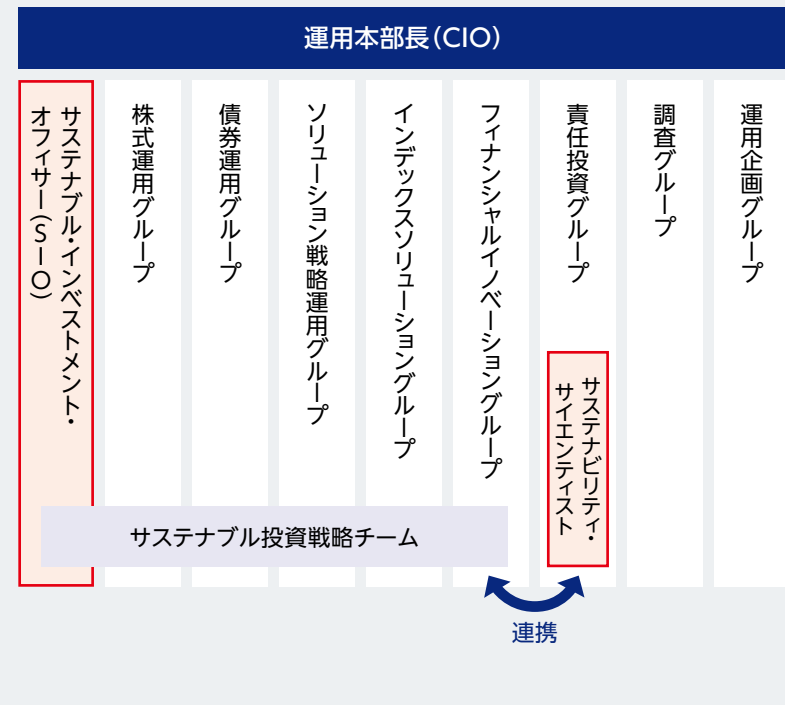 運用本部長（CIO）
サステナブル・インベストメント・
オフィサー（SIO）
株式運用グループ
債券運用グループ
ソリューション戦略運用グループ
インデックスソリューショングループ
フィナンシャルイノベーショングループ
責任投資グループ
サステナビリティ・
サイエンティスト
調査グループ
運用企画グループ
サステナブル投資戦略チーム
連携